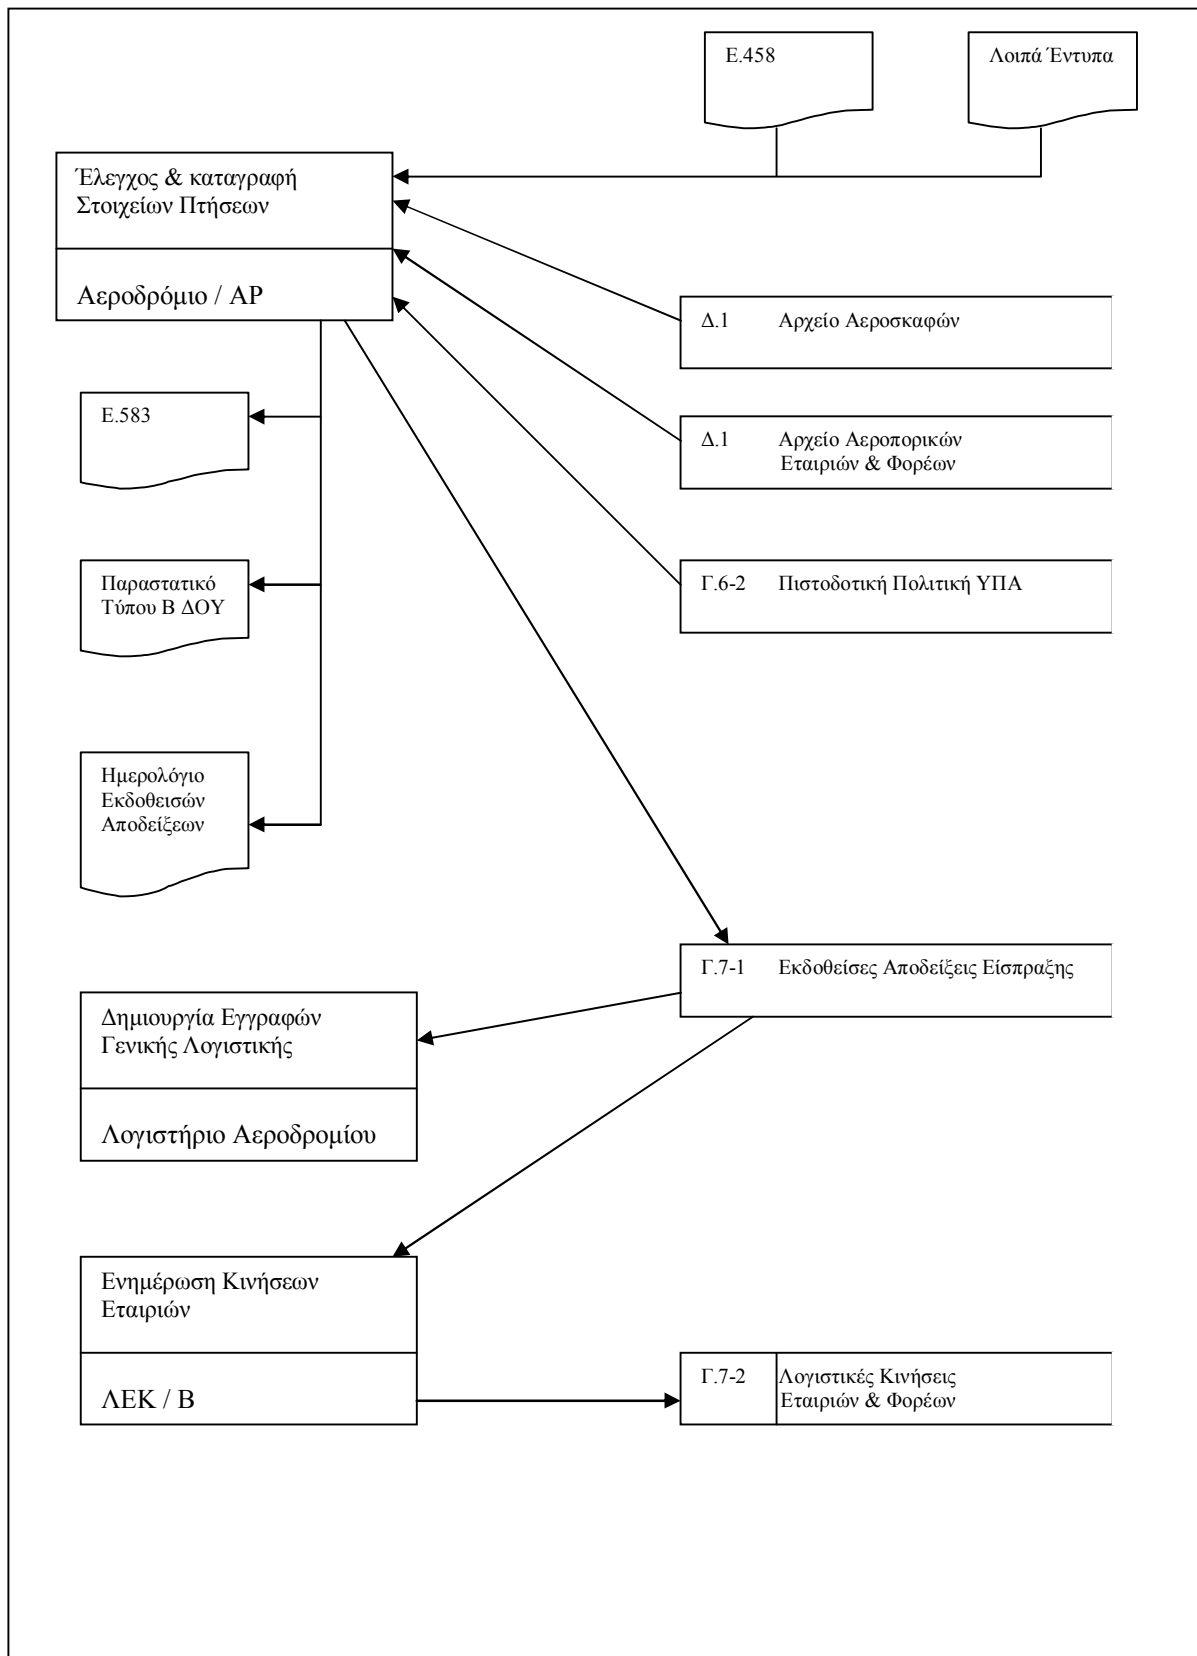 Ε.458
Λοιπά Έντυπα
Έλεγχος & καταγραφή
Στοιχείων Πτήσεων
Αεροδρόμιο / ΑΡ
Δ.1 Αρχείο Αεροσκαφών
Ε.583
Δ.1 Αρχείο Αεροπορικών
Εταιριών & Φορέων
Παραστατικό
Τύπου Β ΔΟΥ
Γ.6-2 Πιστοδοτική Πολιτική ΥΠΑ
Ημερολόγιο
Εκδοθεισών
Αποδείξεων
Γ.7-1 Εκδοθείσες Αποδείξεις Είσπραξης
Δημιουργία Εγγραφών
Γενικής Λογιστικής
Λογιστήριο Αεροδρομίου
Ενημέρωση Κινήσεων
Εταιριών
ΛΕΚ / Β
Γ.7-2 Λογιστικές Κινήσεις
Εταιριών & Φορέων